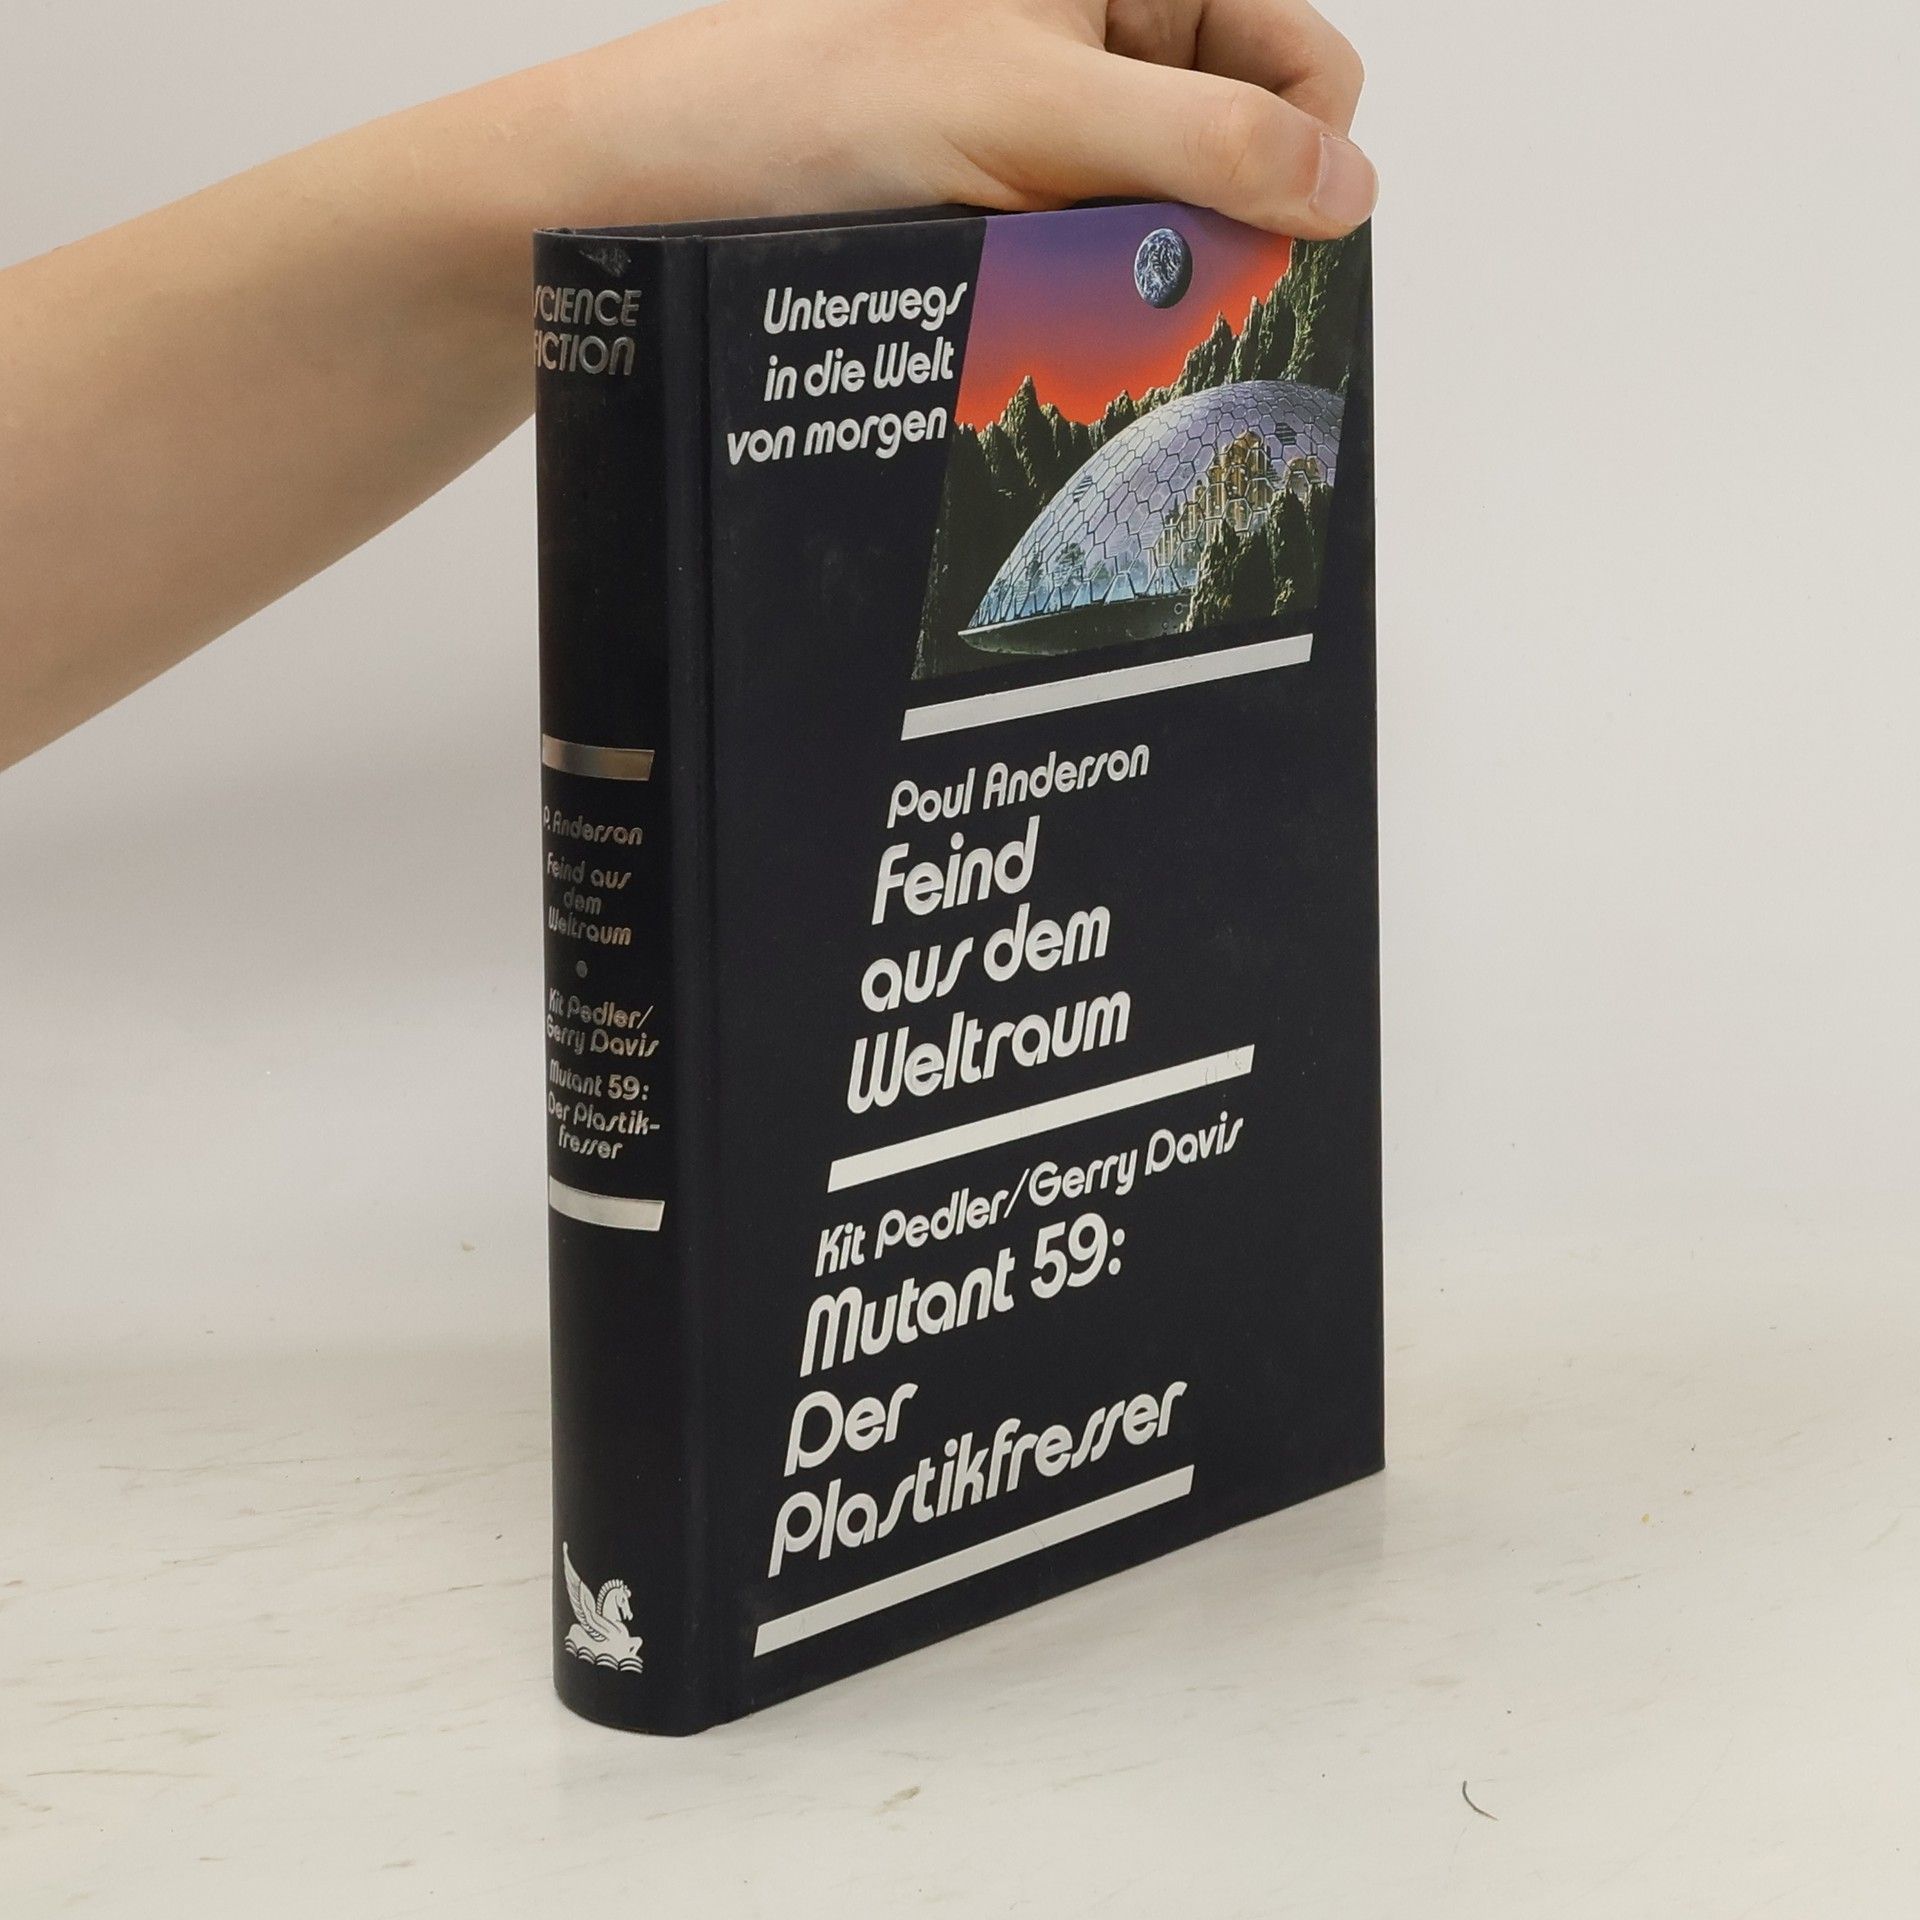 SCIENCE
FICTION
P. Anderson
Feind aus
dem
Weltraum
Kit Pedler/
Gerry Davis
Mutant 59:
Der Plastik-
fresser
Unterwegs
in die Welt
von morgen
Poul Anderson
Feind
aus dem
Weltraum
Kit Pedler/Gerry Davis
Mutant 59:
Der
Plastikfresser